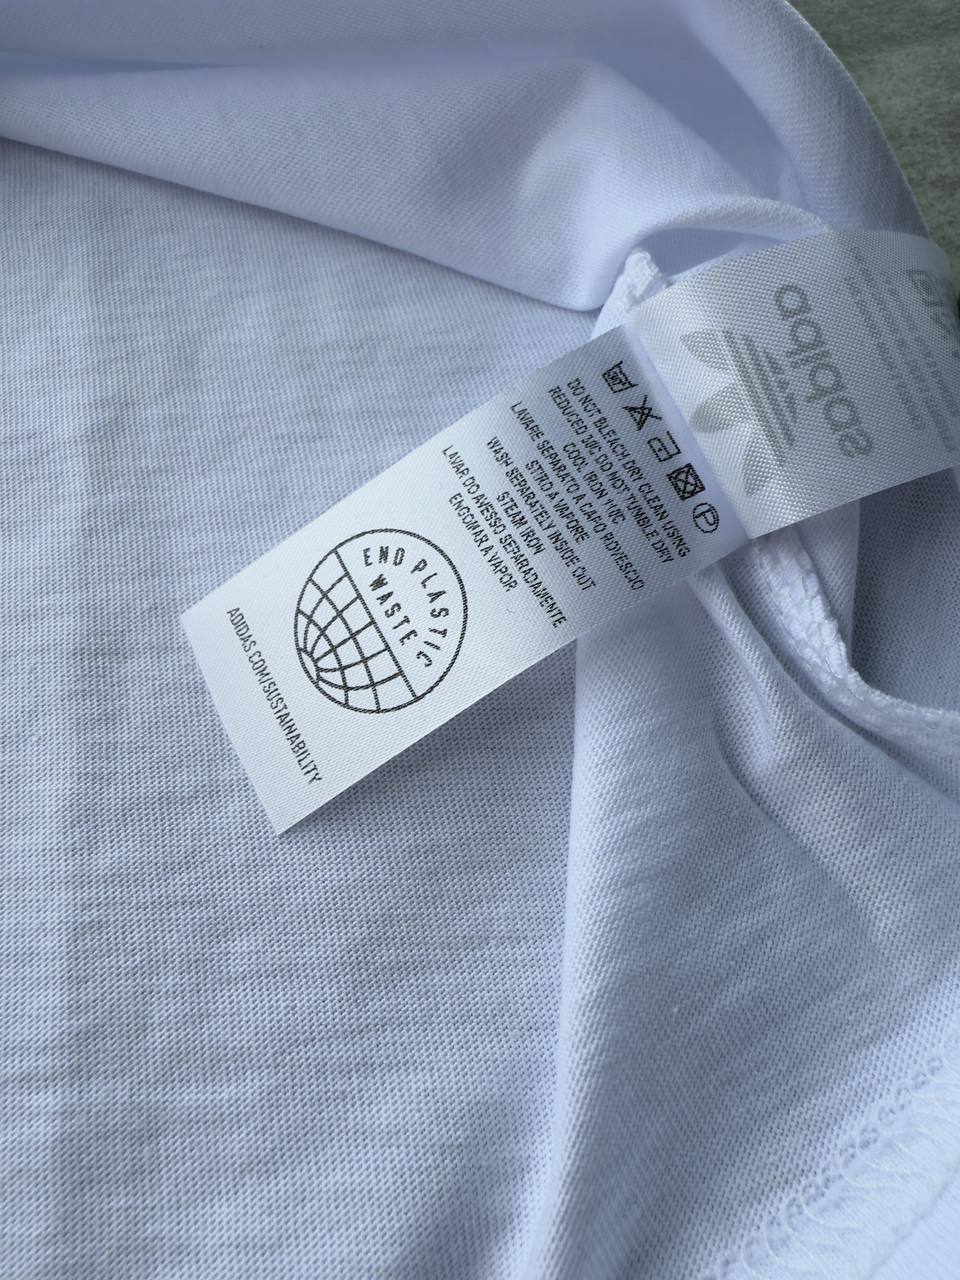 DO NOT BLEACH DRY CLEAN USING
REDUCED 30C DO NOT TUMBLE DRY
COOL IRON 110C
LAVARE SEPARATO A CAPO ROVESCIO
STIRO A VAPORE
WASH SEPARATELY INSIDE OUT
STEAM IRON
LAVAR DO AVESSO SEPARADAMENTE
ENGOMAR A VAPOR
END PLASTIC
WASTE
ADIDAS.COM/SUSTAINABILITY
adidas